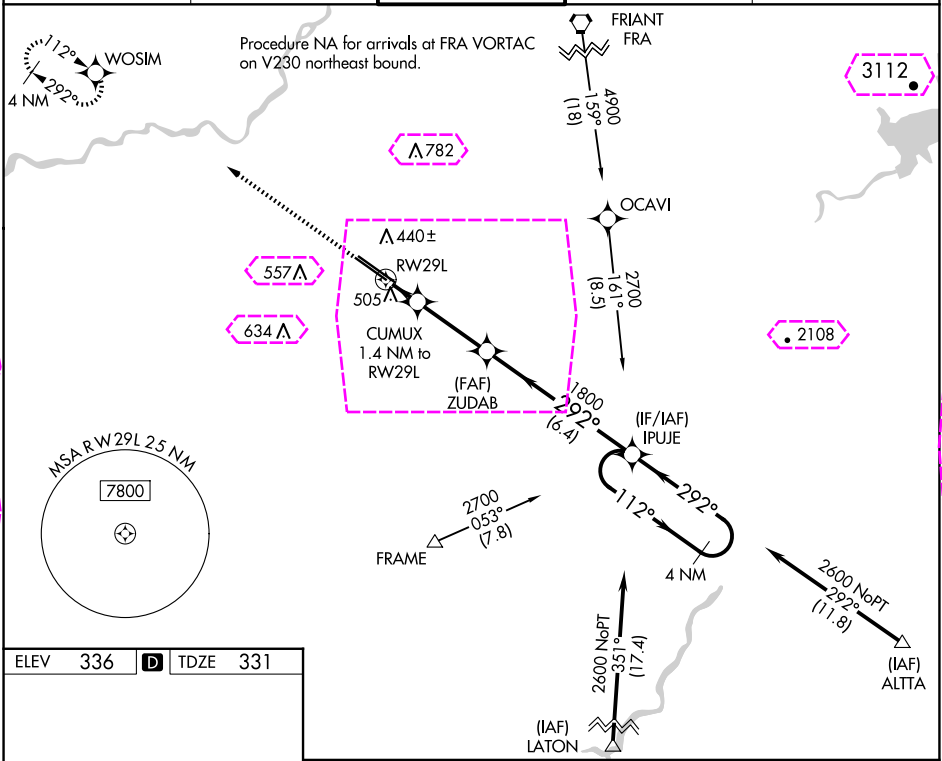 112°
WOSIM
4 NM
292°
Procedure NA for arrivals at FRA VORTAC
on V230 northeast bound.
FRIANT
FRA
3112
4900
159°
(18)
782
OCAVI
2700
161°
(8.5)
440±
RW29L
557
505
634
CUMUX
1.4 NM to
RW29L
2108
(FAF)
ZUDAB
1800
292°
(6.4)
(IF/IAF)
IPUJE
MSA RW29L 25 NM
7800
112°
292°
4 NM
2700
053°
(7.8)
FRAME
2600 NoPT
292°
(11.8)
(IAF)
ALTTA
2600 NoPT
351°
(17.4)
(IAF)
LATON
ELEV 336 D TDZE 331